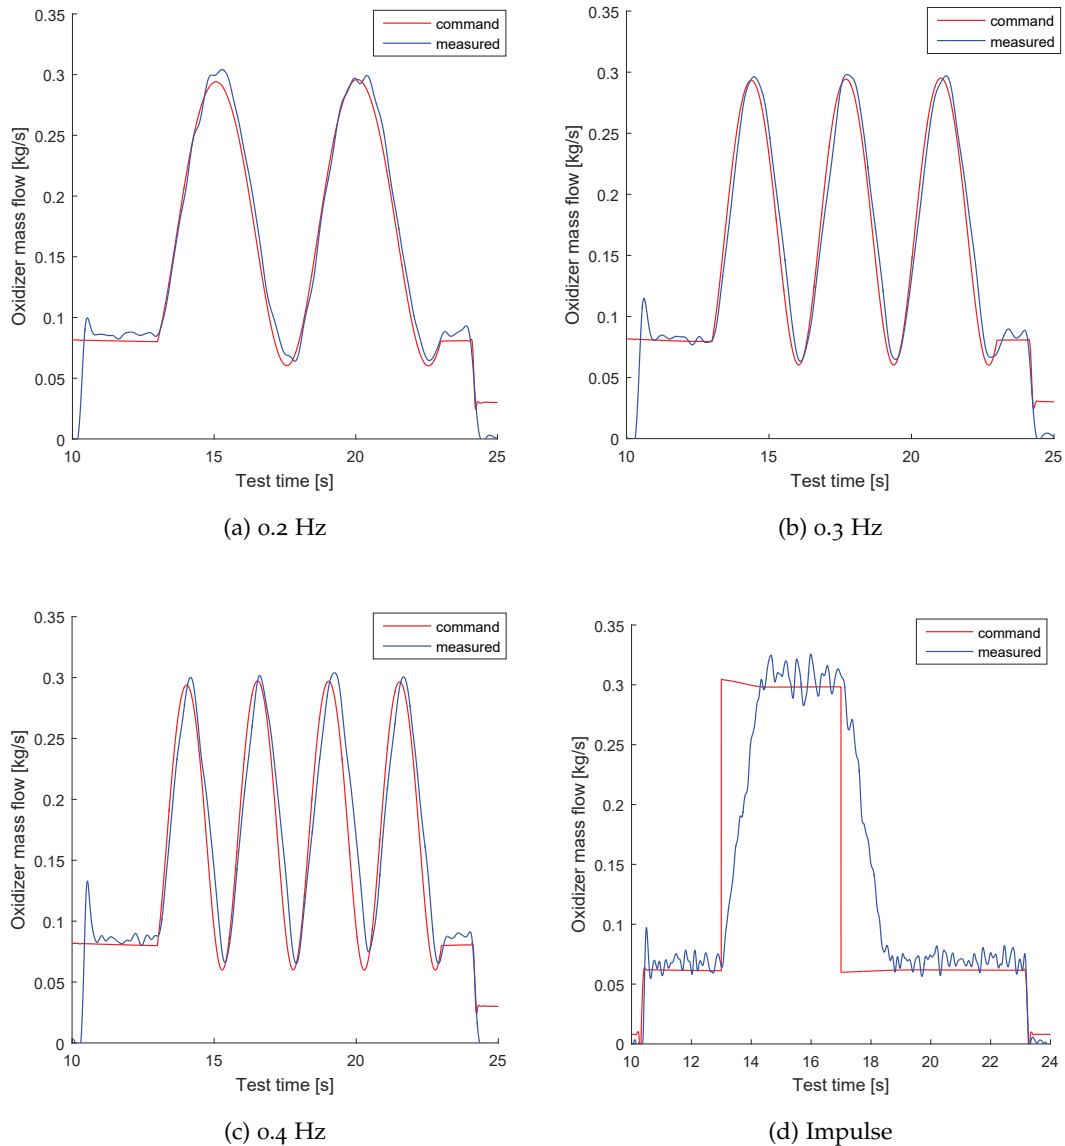 0.35
0.3
0.25
0.2
0.15
0.1
0.05
0
Oxidizer mass flow [kg/s]
command
measured
10
15
20
25
Test time [s]
(a) 0.2 Hz
0.35
0.3
0.25
0.2
0.15
0.1
0.05
0
Oxidizer mass flow [kg/s]
command
measured
10
15
20
25
Test time [s]
(b) 0.3 Hz
0.35
0.3
0.25
0.2
0.15
0.1
0.05
0
Oxidizer mass flow [kg/s]
command
measured
10
15
20
25
Test time [s]
(c) 0.4 Hz
0.35
0.3
0.25
0.2
0.15
0.1
0.05
0
Oxidizer mass flow [kg/s]
command
measured
10
12
14
16
18
20
22
24
Test time [s]
(d) Impulse